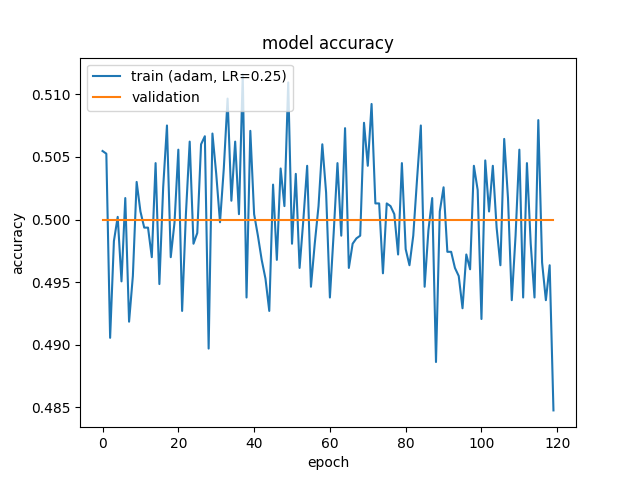 model accuracy
train (adam, LR=0.25)
validation
accuracy
0.510
0.505
0.500
0.495
0.490
0.485
0 20 40 60 80 100 120
epoch